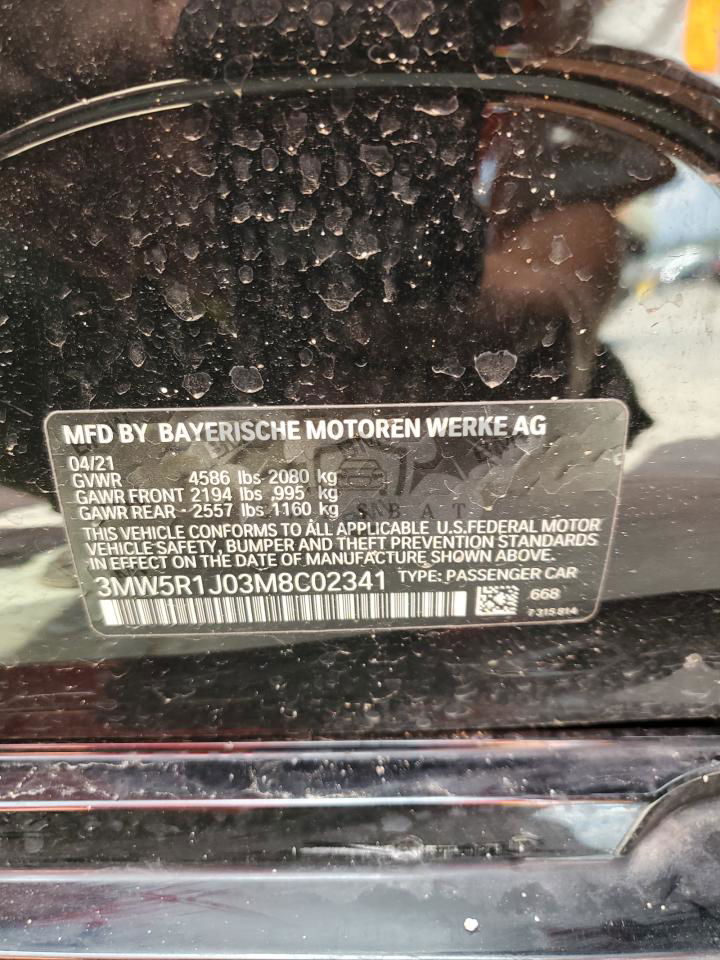 MFD BY BAYERISCHE MOTOREN WERKE AG
04/21
GVWR 4586 lbs 2080 kg
GAWR FRONT 2194 lbs 995 kg
GAWR REAR 2557 lbs 1160 kg
SBAT
THIS VEHICLE CONFORMS TO ALL APPLICABLE U.S.FEDERAL MOTOR
VEHICLE SAFETY, BUMPER AND THEFT PREVENTION STANDARDS
IN EFFECT ON THE DATE OF MANUFACTURE SHOWN ABOVE:
3MW5R1J03M8C02341 TYPE: PASSENGER CAR
668
7 315 814